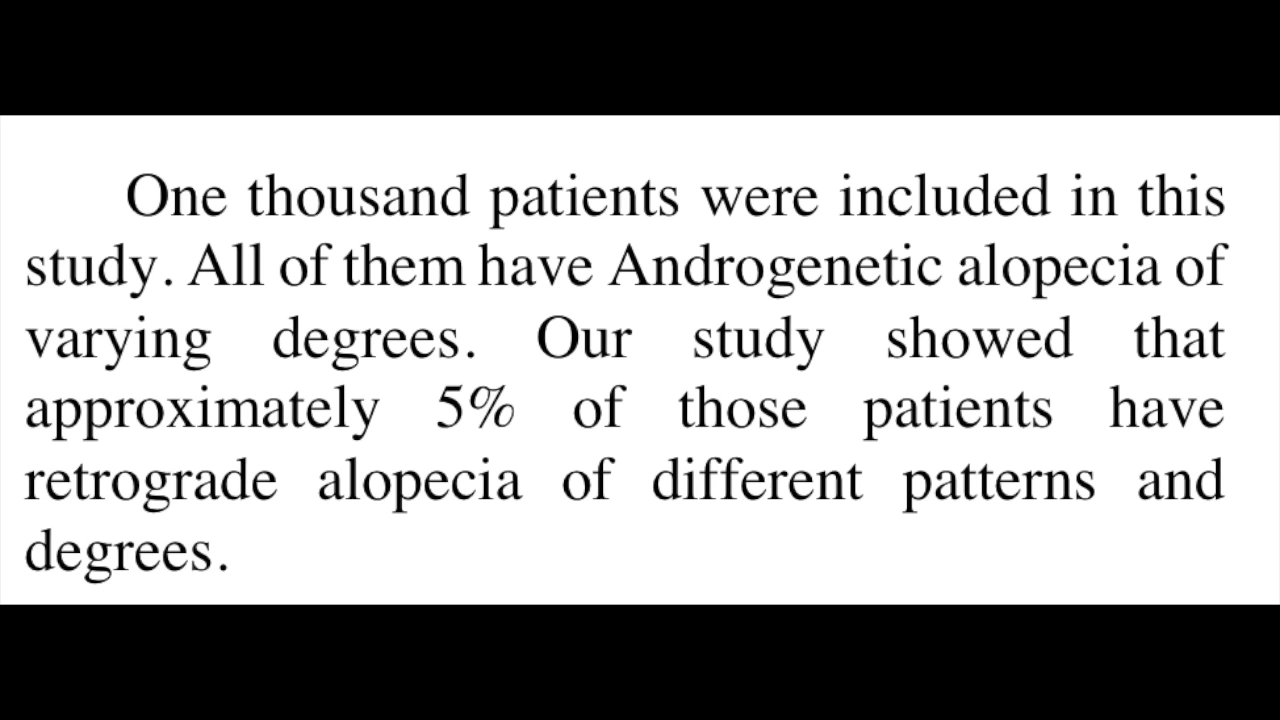 One thousand patients were included in this
study. All of them have Androgenetic alopecia of
varying degrees. Our study showed that
approximately 5% of those patients have
retrograde alopecia of different patterns and
degrees.